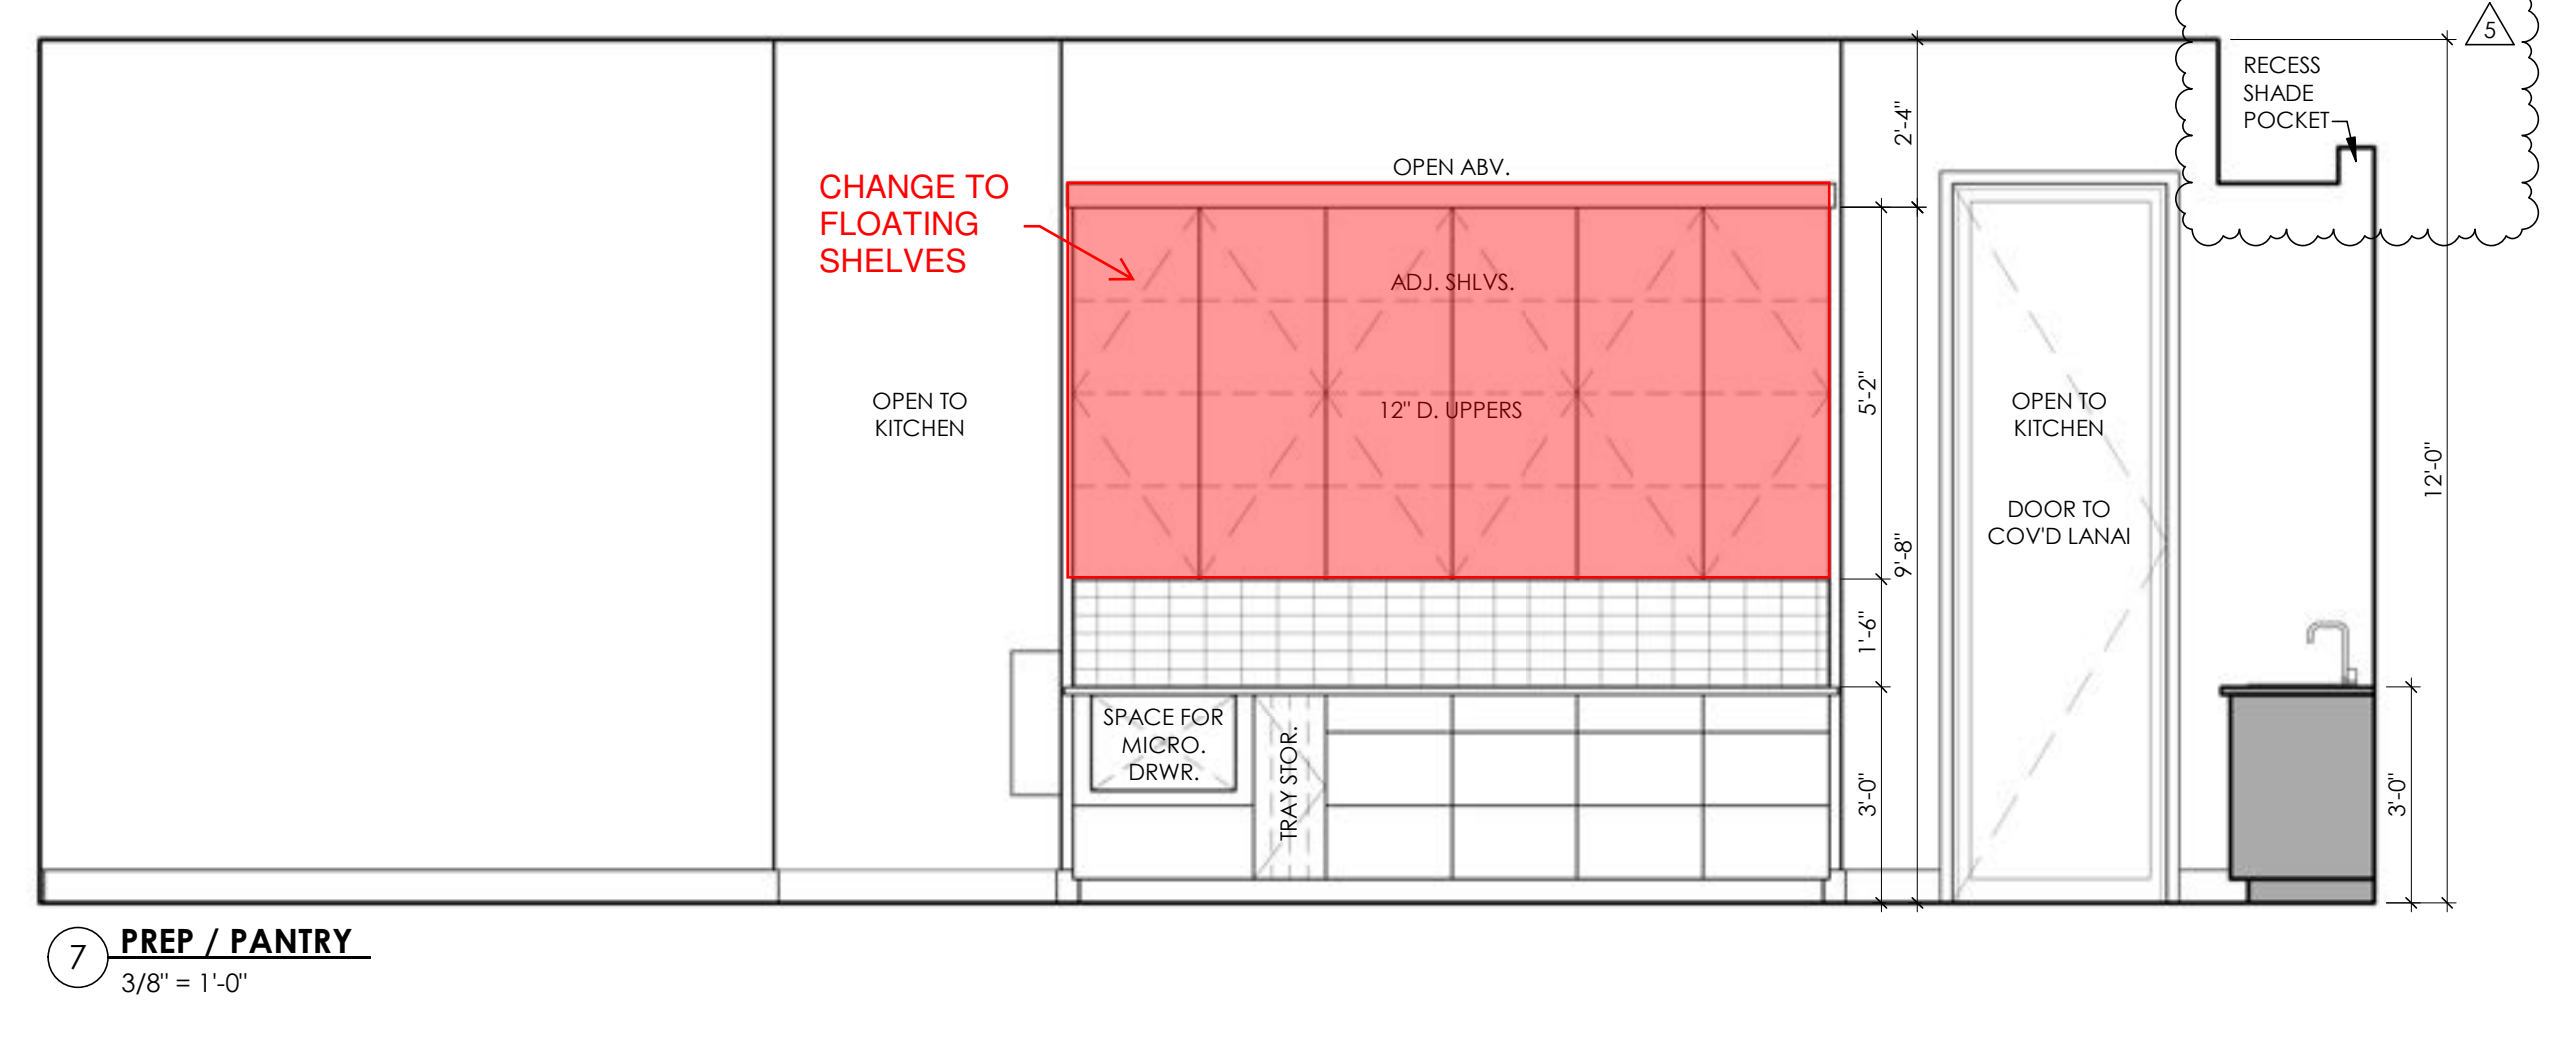 5
RECESS
SHADE
POCKET
2'-4"
OPEN ABV.
CHANGE TO
FLOATING
SHELVES
ADJ. SHLVS.
12" D. UPPERS
5'-2"
OPEN TO
KITCHEN
OPEN TO
KITCHEN
DOOR TO
COV'D LANAI
12'-0"
9'-8"
1'-6"
SPACE FOR
MICRO.
DRWR.
TRAY STOR.
3'-0"
3'-0"
7
PREP / PANTRY
3/8" = 1'-0"